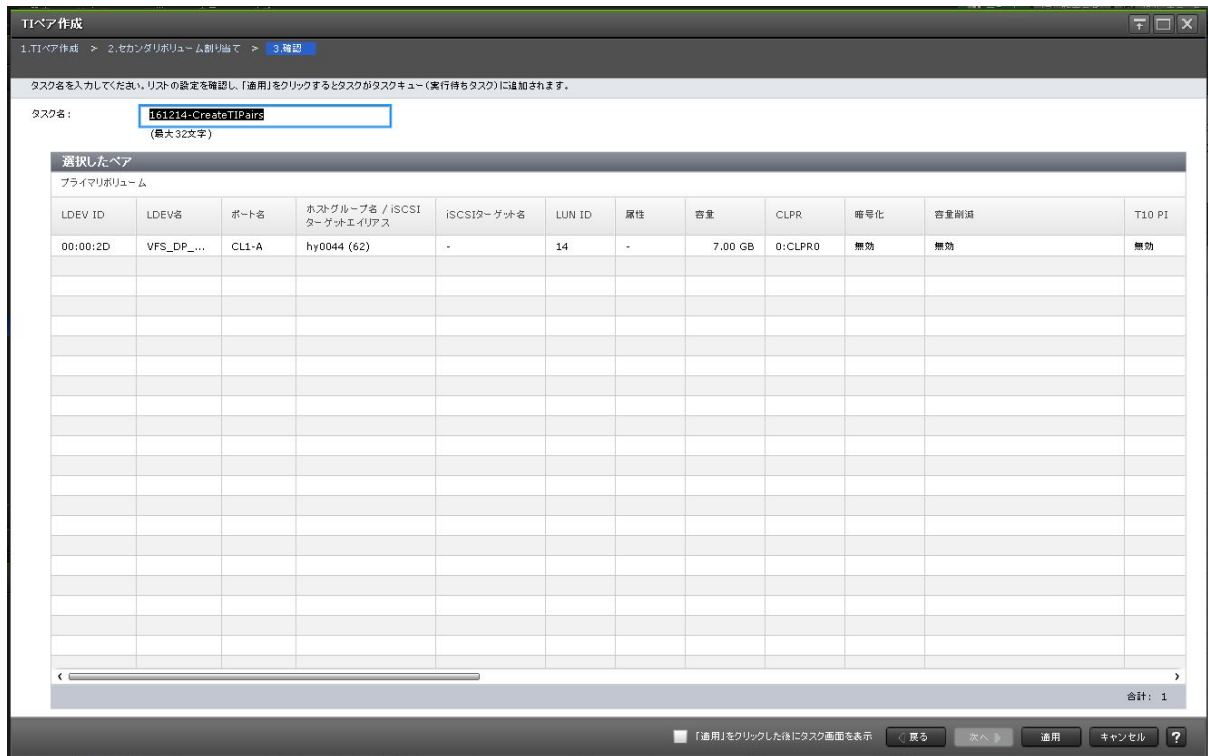 TIペア作成
1.TIペア作成 > 2.セカンダリボリューム割り当て > 3.確認
タスク名を入力してください。リストの設定を確認し、「適用」をクリックするとタスクがタスクキュー(実行待ちタスク)に追加されます。
タスク名: 161214-CreateTIPairs
(最大32文字)
選択したペア
プライマリボリューム
LDEV ID LDEV名 ポート名 ホストグループ名 / iSCSI ターゲットエイリアス iSCSIターゲット名 LUN ID 属性 容量 CLPR 暗号化 容量削減 T10 PI
00:00:2D VFS_DP_... CL1-A hy0044 (62) - 14 - 7.00 GB 0:CLPR0 無効 無効 無効
合計: 1
「適用」をクリックした後にタスク画面を表示 戻る 次へ 適用 キャンセル ?